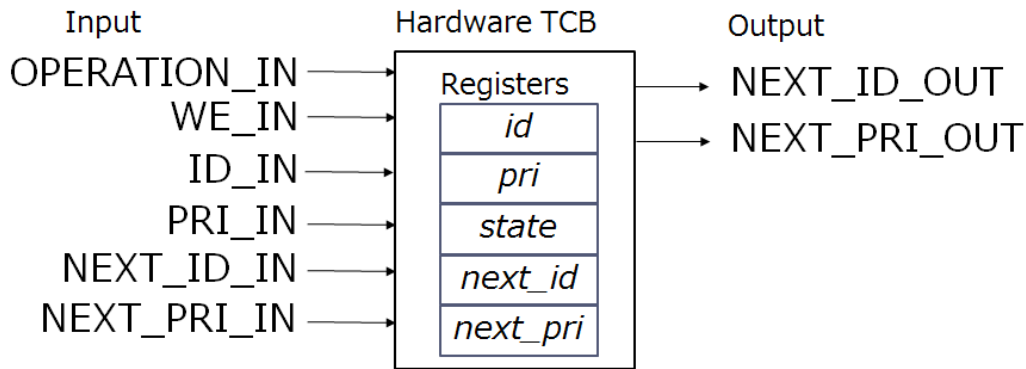 Input
Hardware TCB
Output
OPERATION_IN
WE_IN
ID_IN
PRI_IN
NEXT_ID_IN
NEXT_PRI_IN
Registers
id
pri
state
next_id
next_pri
NEXT_ID_OUT
NEXT_PRI_OUT